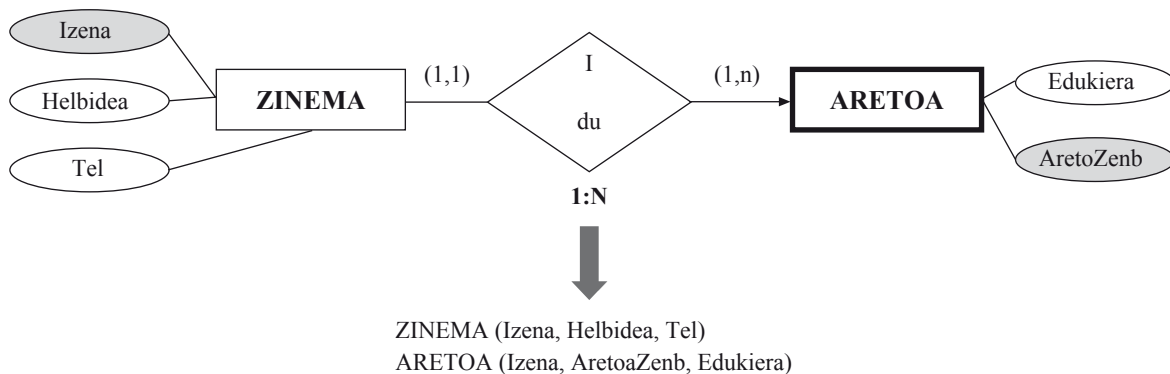 Izena
Helbidea
Tel
ZINEMA
(1,1)
I
du
1:N
(1,n)
ARETOA
Edukiera
AretoZenb
ZINEMA (Izena, Helbidea, Tel)
ARETOA (Izena, AretoaZenb, Edukiera)